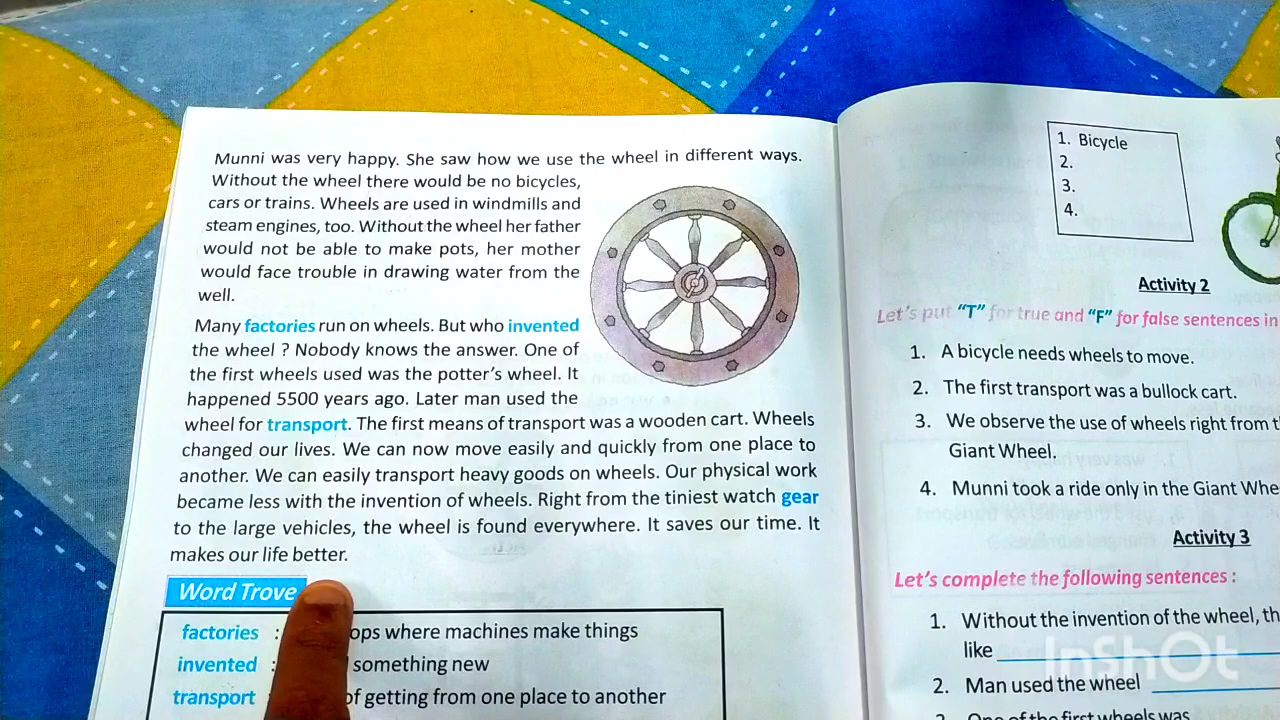 Munni was very happy. She saw how we use the wheel in different ways.
Without the wheel there would be no bicycles,
cars or trains. Wheels are used in windmills and
steam engines, too. Without the wheel her father
would not be able to make pots, her mother
would face trouble in drawing water from the
well.
Many factories run on wheels. But who invented
the wheel ? Nobody knows the answer. One of
the first wheels used was the potter's wheel. It
happened 5500 years ago. Later man used the
wheel for transport. The first means of transport was a wooden cart. Wheels
changed our lives. We can now move easily and quickly from one place to
another. We can easily transport heavy goods on wheels. Our physical work
became less with the invention of wheels. Right from the tiniest watch gear
to the large vehicles, the wheel is found everywhere. It saves our time. It
makes our life better.
Word Trove
factories : ops where machines make things
invented : something new
transport of getting from one place to another
1. Bicycle
2.
3.
4.
Activity 2
Let's put "T" for true and "F" for false sentences in
1. A bicycle needs wheels to move.
2. The first transport was a bullock cart.
3. We observe the use of wheels right from t
Giant Wheel.
4. Munni took a ride only in the Giant Whe
Activity 3
Let's complete the following sentences :
1. Without the invention of the wheel, th
like
2. Man used the wheel
3. One of the first wheels was
InShOt